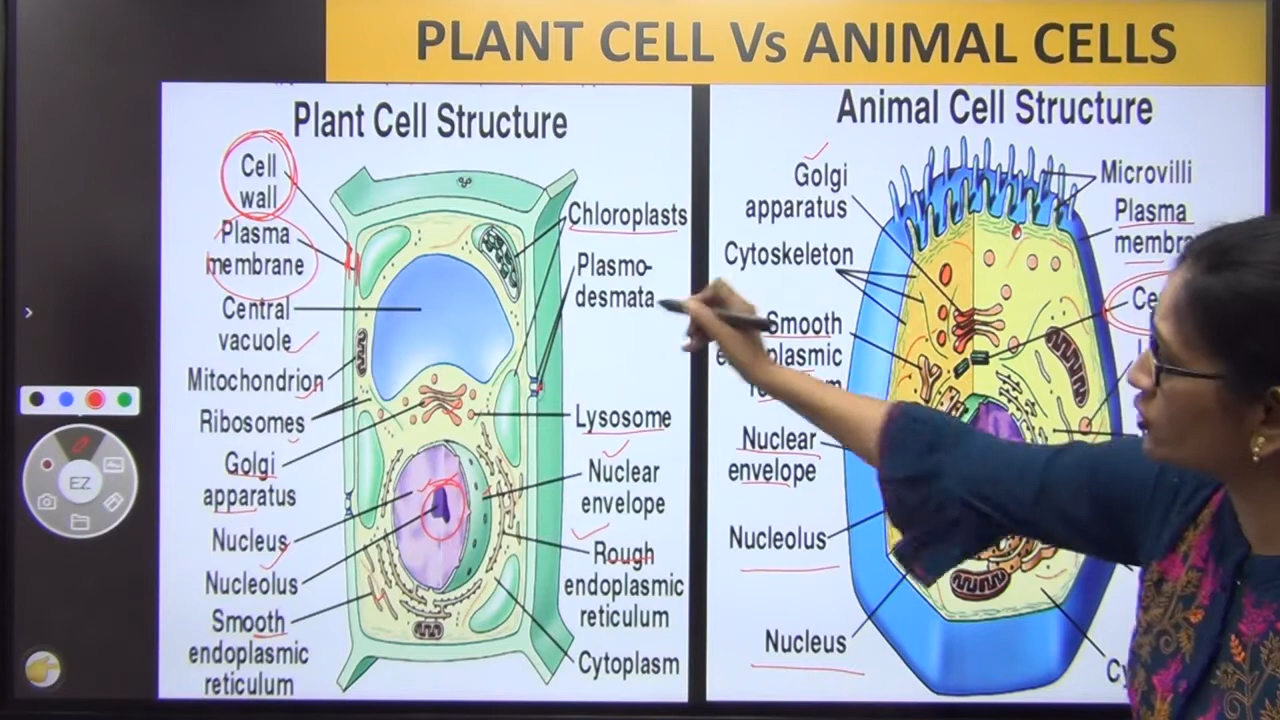 PLANT CELL Vs ANIMAL CELLS
Plant Cell Structure
Cell
wall
Plasma
membrane
Central
vacuole
Mitochondrion
Ribosomes
Golgi
apparatus
Nucleus
Nucleolus
Smooth
endoplasmic
reticulum
Chloroplasts
Plasmo-
desmata
Lysosome
Nuclear
envelope
Rough
endoplasmic
reticulum
Cytoplasm
Animal Cell Structure
Golgi
apparatus
Cytoskeleton
Smooth
Nuclear
envelope
Nucleolus
Nucleus
Microvilli
Plasma
EZ